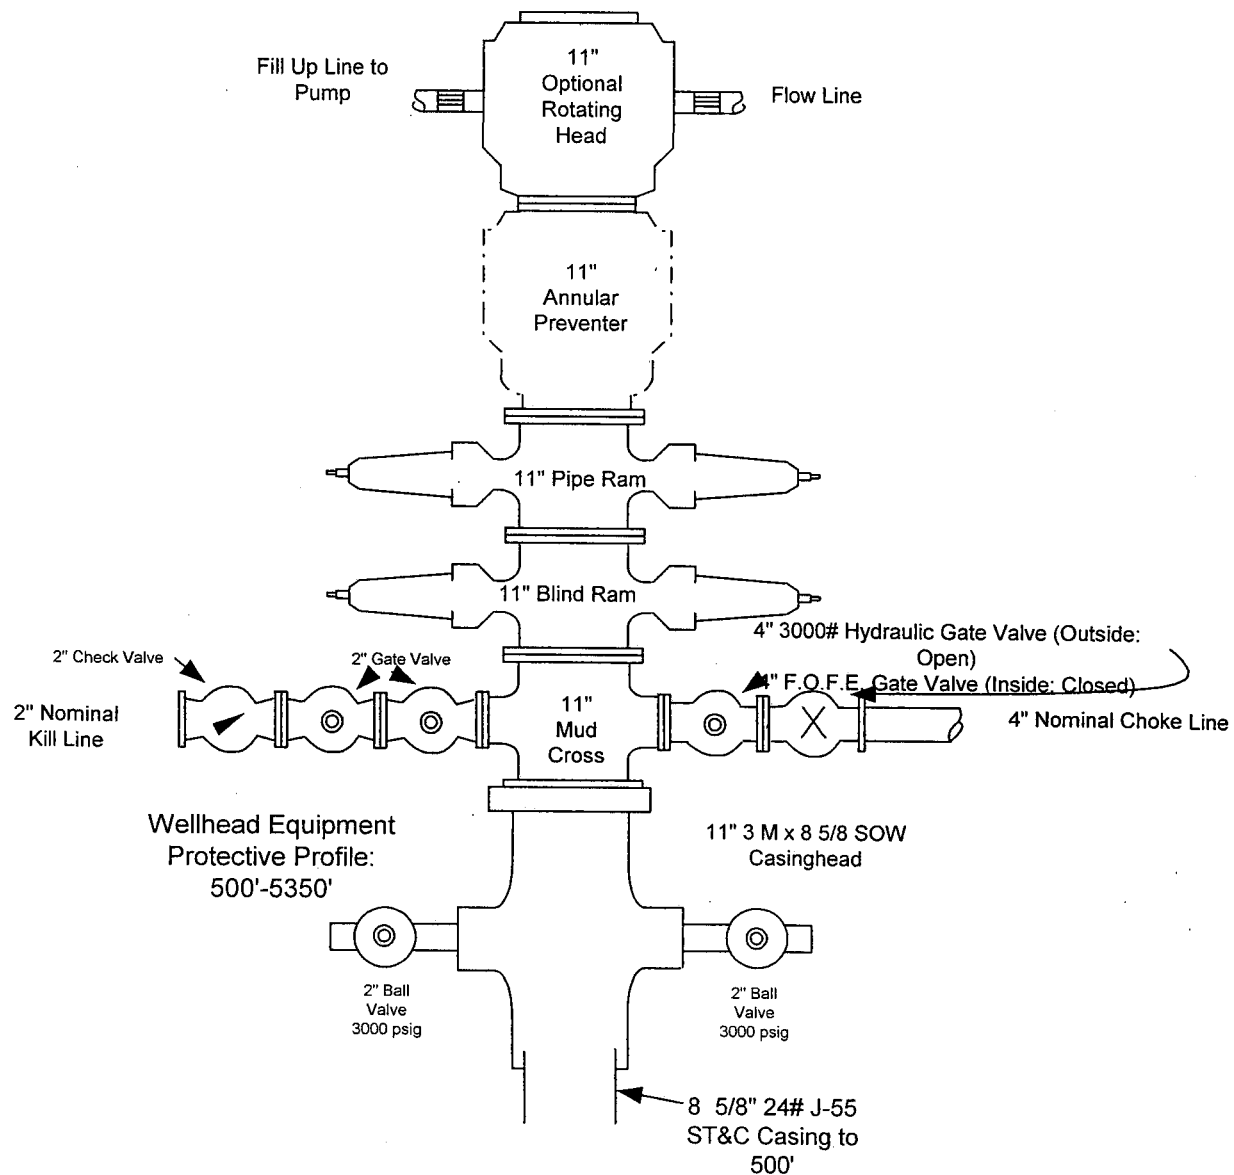 11"
Optional
Rotating
Head
Fill Up Line to
Pump
Flow Line
11"
Annular
Preventer
11" Pipe Ram
11" Blind Ram
4" 3000# Hydraulic Gate Valve (Outside:
Open)
4" F.O.F.E. Gate Valve (Inside: Closed)
2" Check Valve
2" Gate Valve
2" Nominal
Kill Line
11"
Mud
Cross
4" Nominal Choke Line
Wellhead Equipment
Protective Profile:
500'-5350'
11" 3 M x 8 5/8 SOW
Casinghead
2" Ball
Valve
3000 psig
2" Ball
Valve
3000 psig
8 5/8" 24# J-55
ST&C Casing to
500'